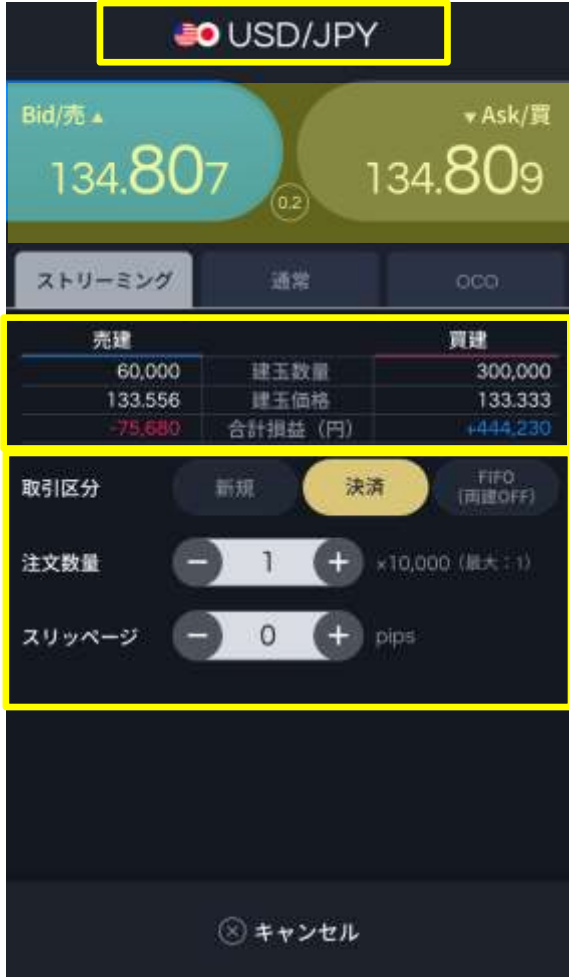 USD/JPY
Bid/売▲ ▼Ask/買
134.807 0.2 134.809
ストリーミング 通常 OCO
売建 買建
60,000 建玉数量 300,000
133.556 建玉価格 133.333
-75,680 合計損益（円） +444,230
取引区分 新規 決済 FIFO
(両建OFF)
注文数量 − 1 + ×10,000（最大：1）
スリッページ − 0 + pips
キャンセル